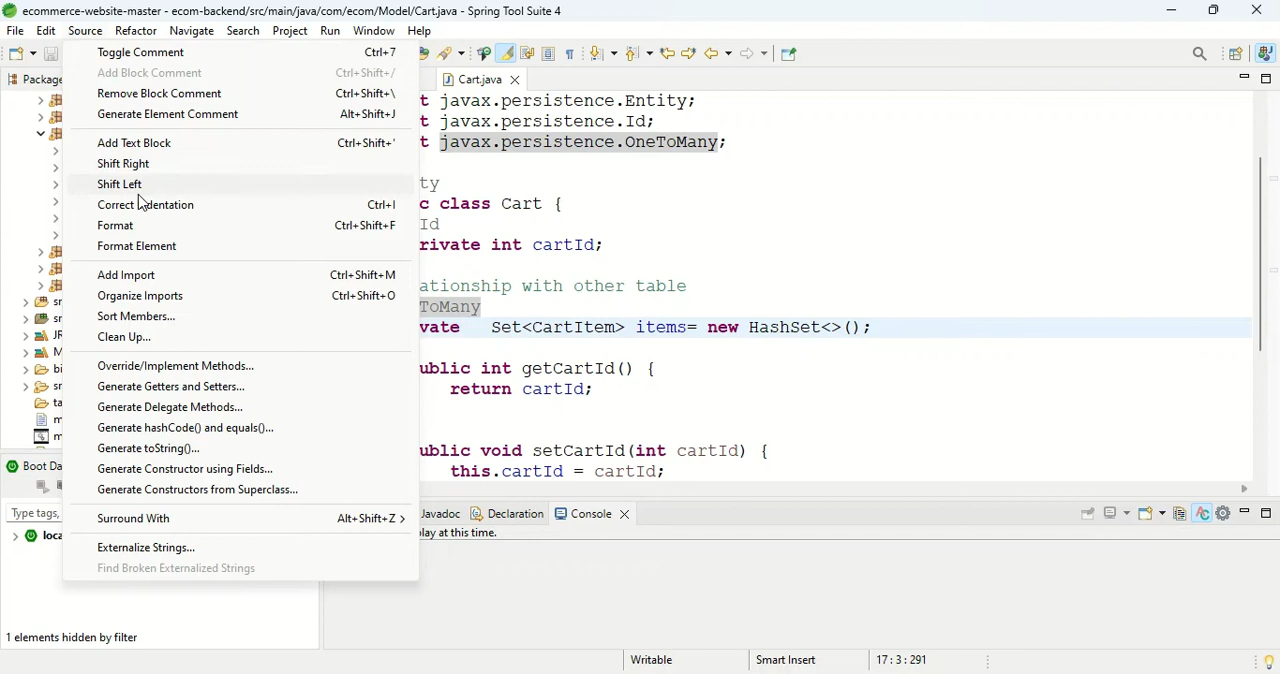 ecommerce-website-master - ecom-backend/src/main/java/com/ecom/Model/Cart.java - Spring Tool Suite 4
File Edit Source Refactor Navigate Search Project Run Window Help
Package
Cart.java
Toggle Comment Ctrl+7
Add Block Comment Ctrl+Shift+/
Remove Block Comment Ctrl+Shift+\
Generate Element Comment Alt+Shift+J
Add Text Block Ctrl+Shift+'
Shift Right
Shift Left
Correct Indentation Ctrl+I
Format Ctrl+Shift+F
Format Element
Add Import Ctrl+Shift+M
Organize Imports Ctrl+Shift+O
Sort Members...
Clean Up...
Override/Implement Methods...
Generate Getters and Setters...
Generate Delegate Methods...
Generate hashCode() and equals()...
Generate toString()...
Generate Constructor using Fields...
Generate Constructors from Superclass...
Surround With Alt+Shift+Z
Externalize Strings...
Find Broken Externalized Strings
t javax.persistence.Entity;
t javax.persistence.Id;
t javax.persistence.OneToMany;
ty
c class Cart {
Id
rivate int cartId;
ationship with other table
ToMany
vate Set<CartItem> items= new HashSet<>();
ublic int getCartId() {
return cartId;
ublic void setCartId(int cartId) {
this.cartId = cartId;
sr
sr
JR
M
bi
sr
ta
m
m
Boot Da
Type tags,
loca
1 elements hidden by filter
Javadoc Declaration Console
play at this time.
Writable Smart Insert 17:3:291